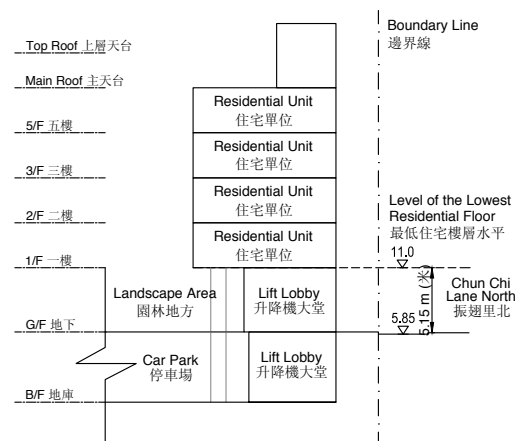 Top Roof 上層天台
Main Roof 主天台
5/F 五樓
3/F 三樓
2/F 二樓
1/F 一樓
G/F 地下
B/F 地庫
Residential Unit
住宅單位
Residential Unit
住宅單位
Residential Unit
住宅單位
Residential Unit
住宅單位
Landscape Area
園林地方
Lift Lobby
升降機大堂
Car Park
停車場
Lift Lobby
升降機大堂
Boundary Line
邊界線
Level of the Lowest
Residential Floor
最低住宅樓層水平
11.0
5.85
5.15 m (米)
Chun Chi
Lane North
振翅里北